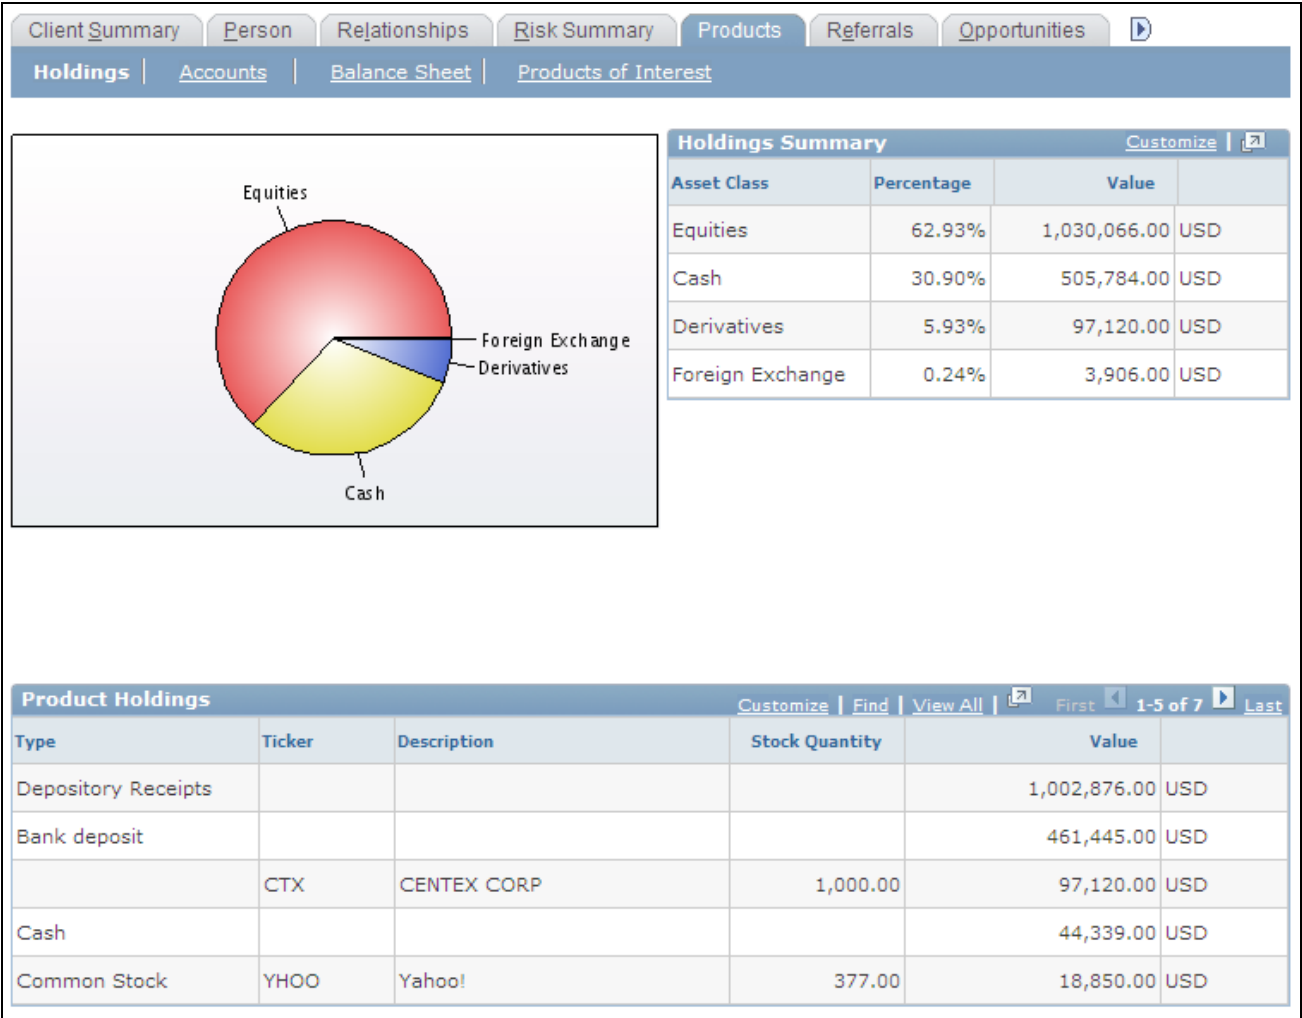 Client Summary Person Relationships Risk Summary Products Referrals Opportunities
Holdings | Accounts | Balance Sheet | Products of Interest
Equities
Foreign Exchange
Derivatives
Cash
Holdings Summary Customize |
Asset Class Percentage Value
Equities 62.93% 1,030,066.00 USD
Cash 30.90% 505,784.00 USD
Derivatives 5.93% 97,120.00 USD
Foreign Exchange 0.24% 3,906.00 USD
Product Holdings Customize | Find | View All | First 1-5 of 7 Last
Type Ticker Description Stock Quantity Value
Depository Receipts 1,002,876.00 USD
Bank deposit 461,445.00 USD
CTX CENTEX CORP 1,000.00 97,120.00 USD
Cash 44,339.00 USD
Common Stock YHOO Yahoo! 377.00 18,850.00 USD